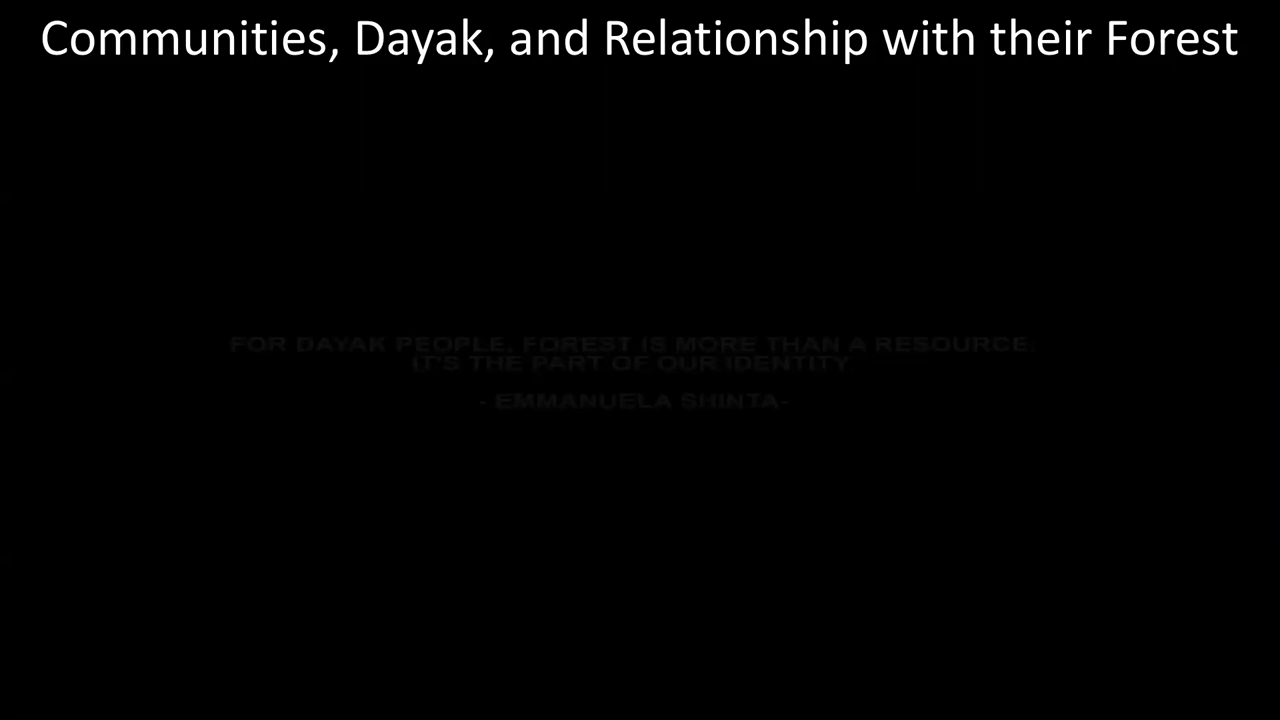 Communities, Dayak, and Relationship with their Forest
FOR DAYAK PEOPLE, FOREST IS MORE THAN A RESOURCE.
IT'S THE PART OF OUR IDENTITY.
- EMMANUELA SHINTA-